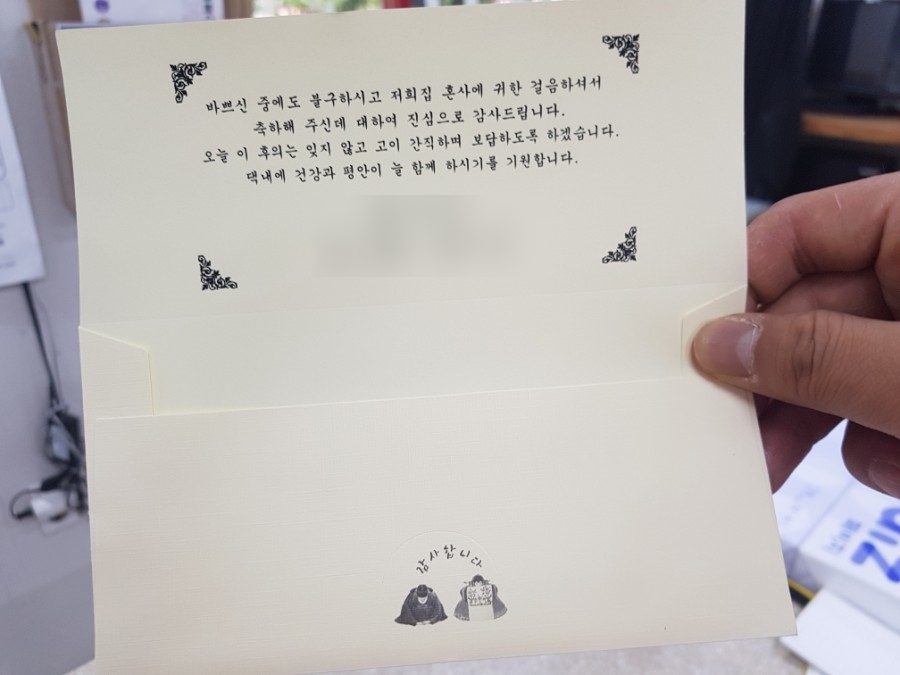 바쁘신 중에도 불구하시고 저희집 혼사에 귀한 걸음하셔서
축하해 주신데 대하여 진심으로 감사드립니다.
오늘 이 후의는 잊지 않고 고이 간직하며 보답하도록 하겠습니다.
댁내에 건강과 평안이 늘 함께 하시기를 기원합니다.
감사합니다